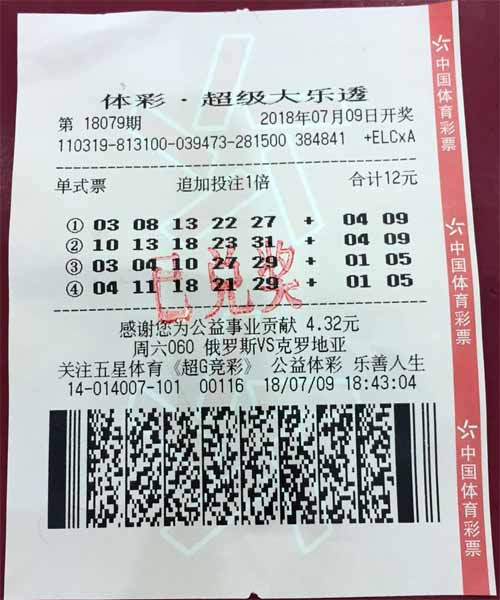 体彩·超级大乐透
第 18079期 2018年07月09日开奖
110319-813100-039473-281500 384841 +ELCxA
单式票 追加投注1倍 合计12元
① 03 08 13 22 27 + 04 09
② 10 13 18 23 31 + 04 09
③ 03 04 10 27 29 + 01 05
④ 04 11 18 21 29 + 01 05
已兑奖
感谢您为公益事业贡献 4.32元
周六060 俄罗斯VS克罗地亚
关注五星体育《超G竞彩》 公益体彩 乐善人生
14-014007-101 00116 18/07/09 18:43:04
中国体育彩票
中国体育彩票
中国体育彩票